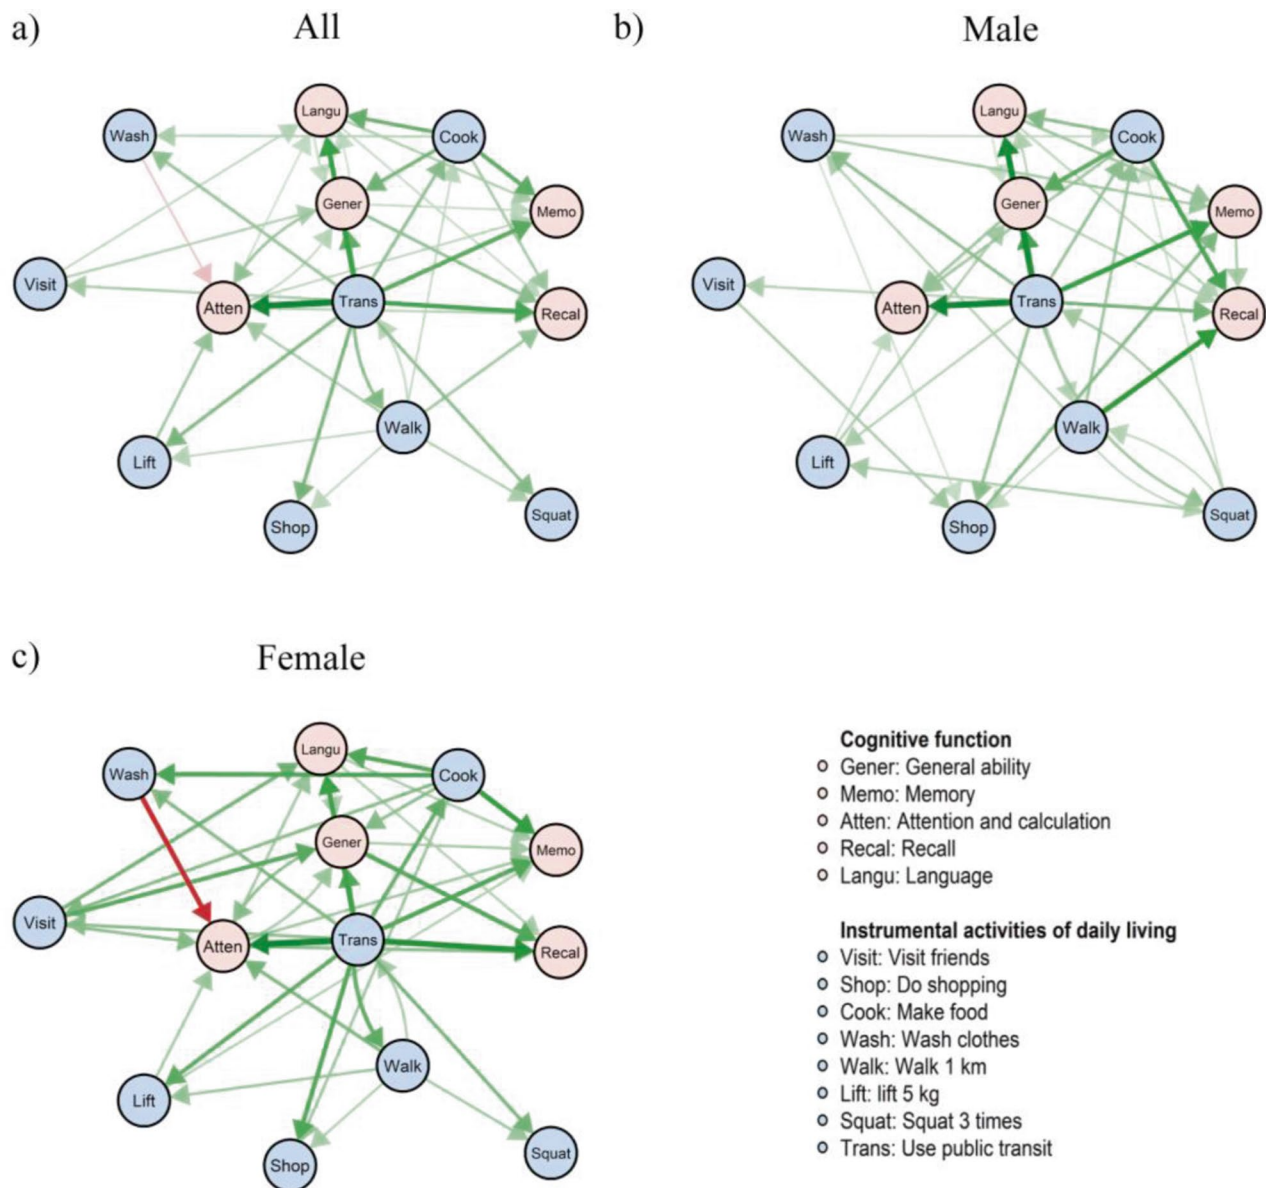 a)
All
Langu
Wash
Cook
Gener
Memo
Visit
Atten
Trans
Recal
Walk
Lift
Shop
Squat
b)
Male
Langu
Wash
Cook
Gener
Memo
Visit
Atten
Trans
Recal
Walk
Lift
Shop
Squat
c)
Female
Langu
Wash
Cook
Gener
Memo
Visit
Atten
Trans
Recal
Walk
Lift
Shop
Squat
Cognitive function
Gener: General ability
Memo: Memory
Atten: Attention and calculation
Recal: Recall
Langu: Language
Instrumental activities of daily living
Visit: Visit friends
Shop: Do shopping
Cook: Make food
Wash: Wash clothes
Walk: Walk 1 km
Lift: lift 5 kg
Squat: Squat 3 times
Trans: Use public transit